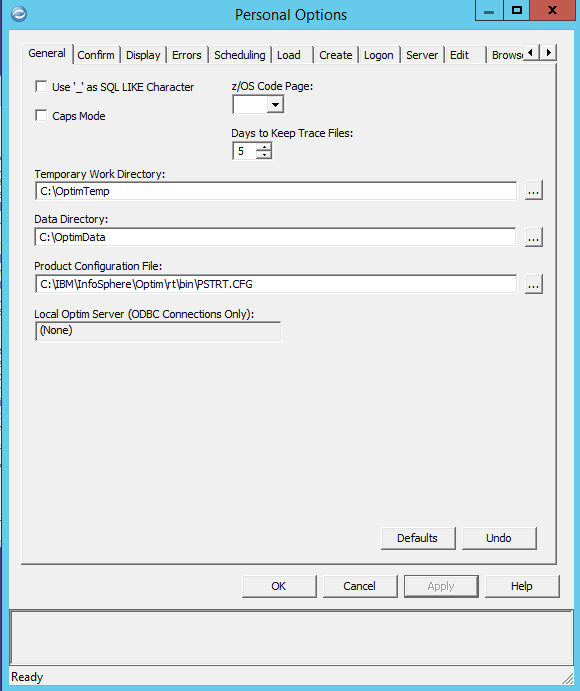 Personal Options
General Confirm Display Errors Scheduling Load Create Logon Server Edit Browse
Use '_' as SQL LIKE Character
z/OS Code Page:
Caps Mode
Days to Keep Trace Files:
5
Temporary Work Directory:
C:\OptimTemp
...
Data Directory:
C:\OptimData
...
Product Configuration File:
C:\IBM\InfoSphere\Optim\rt\bin\PSTRT.CFG
...
Local Optim Server (ODBC Connections Only):
(None)
Defaults Undo
OK Cancel Apply Help
Ready